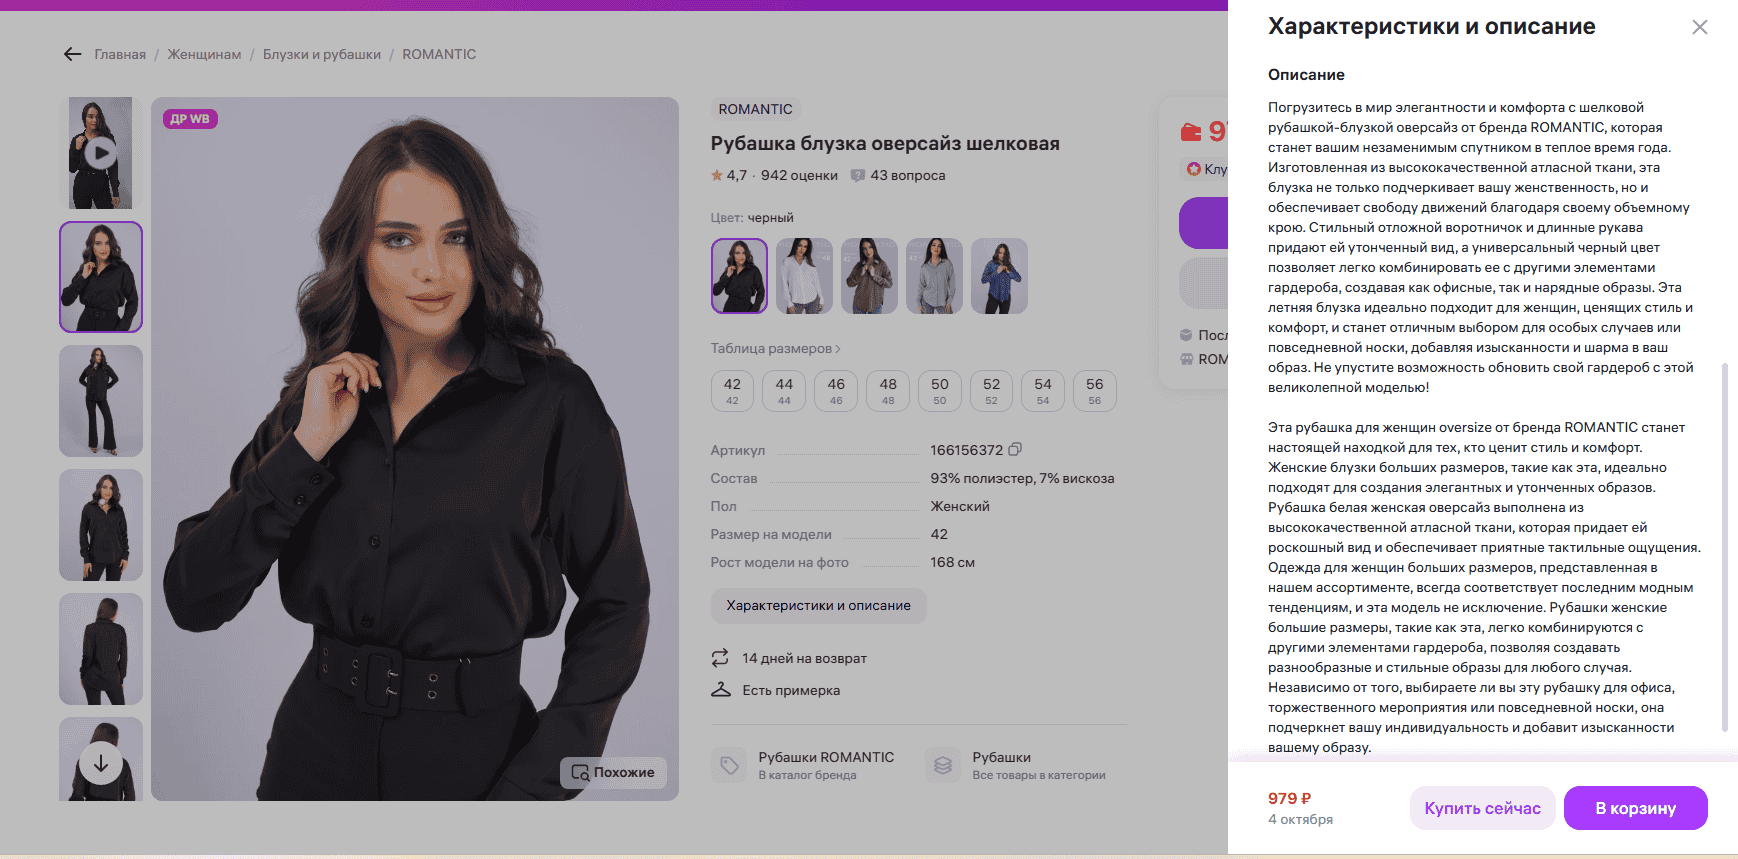 Главная / Женщинам / Блузки и рубашки / ROMANTIC
ДР WB
Похожие
ROMANTIC
Рубашка блузка оверсайз шелковая
4,7 · 942 оценки 43 вопроса
Цвет: черный
Таблица размеров
42 44 46 48 50 52 54 56
42 44 46 48 50 52 54 56
Артикул 166156372
Состав 93% полиэстер, 7% вискоза
Пол Женский
Размер на модели 42
Рост модели на фото 168 см
Характеристики и описание
14 дней на возврат
Есть примерка
Рубашки ROMANTIC
В каталог бренда
Рубашки
Все товары в категории
Характеристики и описание
Описание
Погрузитесь в мир элегантности и комфорта с шелковой
рубашкой-блузкой оверсайз от бренда ROMANTIC, которая
станет вашим незаменимым спутником в теплое время года.
Изготовленная из высококачественной атласной ткани, эта
блузка не только подчеркивает вашу женственность, но и
обеспечивает свободу движений благодаря своему объемному
крою. Стильный отложной воротничок и длинные рукава
придают ей утонченный вид, а универсальный черный цвет
позволяет легко комбинировать ее с другими элементами
гардероба, создавая как офисные, так и нарядные образы. Эта
летняя блузка идеально подходит для женщин, ценящих стиль и
комфорт, и станет отличным выбором для особых случаев или
повседневной носки, добавляя изысканности и шарма в ваш
образ. Не упустите возможность обновить свой гардероб с этой
великолепной моделью!
Эта рубашка для женщин oversize от бренда ROMANTIC станет
настоящей находкой для тех, кто ценит стиль и комфорт.
Женские блузки больших размеров, такие как эта, идеально
подходят для создания элегантных и утонченных образов.
Рубашка белая женская оверсайз выполнена из
высококачественной атласной ткани, которая придает ей
роскошный вид и обеспечивает приятные тактильные ощущения.
Одежда для женщин больших размеров, представленная в
нашем ассортименте, всегда соответствует последним модным
тенденциям, и эта модель не исключение. Рубашки женские
большие размеры, такие как эта, легко комбинируются с
другими элементами гардероба, позволяя создавать
разнообразные и стильные образы для любого случая.
Независимо от того, выбираете ли вы эту рубашку для офиса,
торжественного мероприятия или повседневной носки, она
подчеркнет вашу индивидуальность и добавит изысканности
вашему образу.
979 ₽
4 октября
Купить сейчас
В корзину